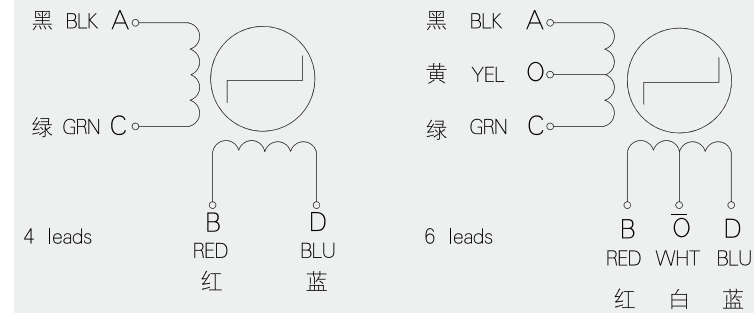 黑 BLK A
绿 GRN C
B D
RED BLU
红 蓝
4 leads
黑 BLK A
黄 YEL O
绿 GRN C
B O̅ D
RED WHT BLU
红 白 蓝
6 leads